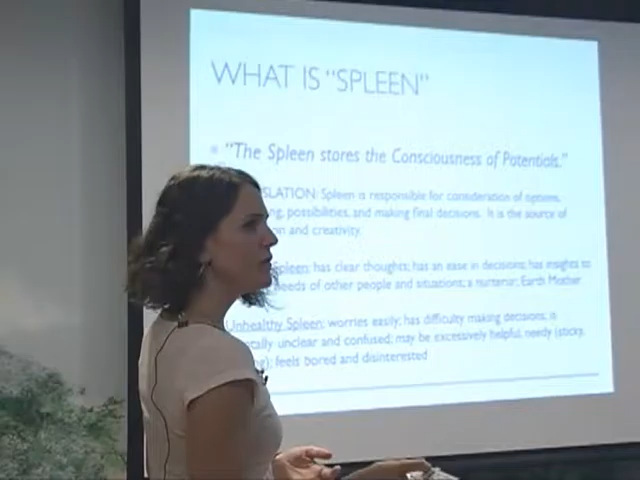 WHAT IS "SPLEEN"
"The Spleen stores the Consciousness of Potentials."
SLATION: Spleen is responsible for consideration of options,
ng, possibilities, and making final decisions. It is the source of
n and creativity.
Spleen: has clear thoughts; has an ease in decisions; has insights to
needs of other people and situations; a nurturer; Earth Mother
Unhealthy Spleen: worries easily; has difficulty making decisions; is
tally unclear and confused; may be excessively helpful, needy (sticky,
ng); feels bored and disinterested